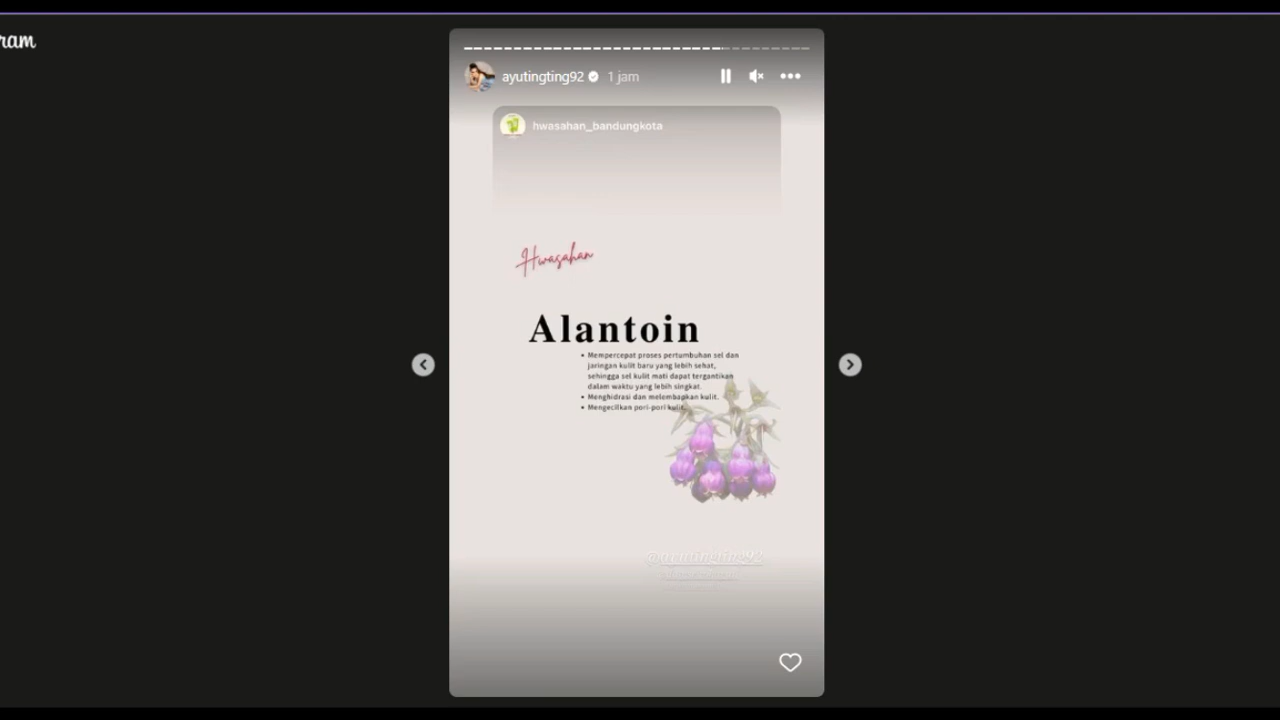 ram
ayutingting92 1 jam
hwasahan_bandungkota
Hwasahan
Alantoin
• Mempercepat proses pertumbuhan sel dan
jaringan kulit baru yang lebih sehat,
sehingga sel kulit mati dapat tergantikan
dalam waktu yang lebih singkat.
• Menghidrasi dan melembapkan kulit.
• Mengecilkan pori-pori kulit.
@ayutingting92